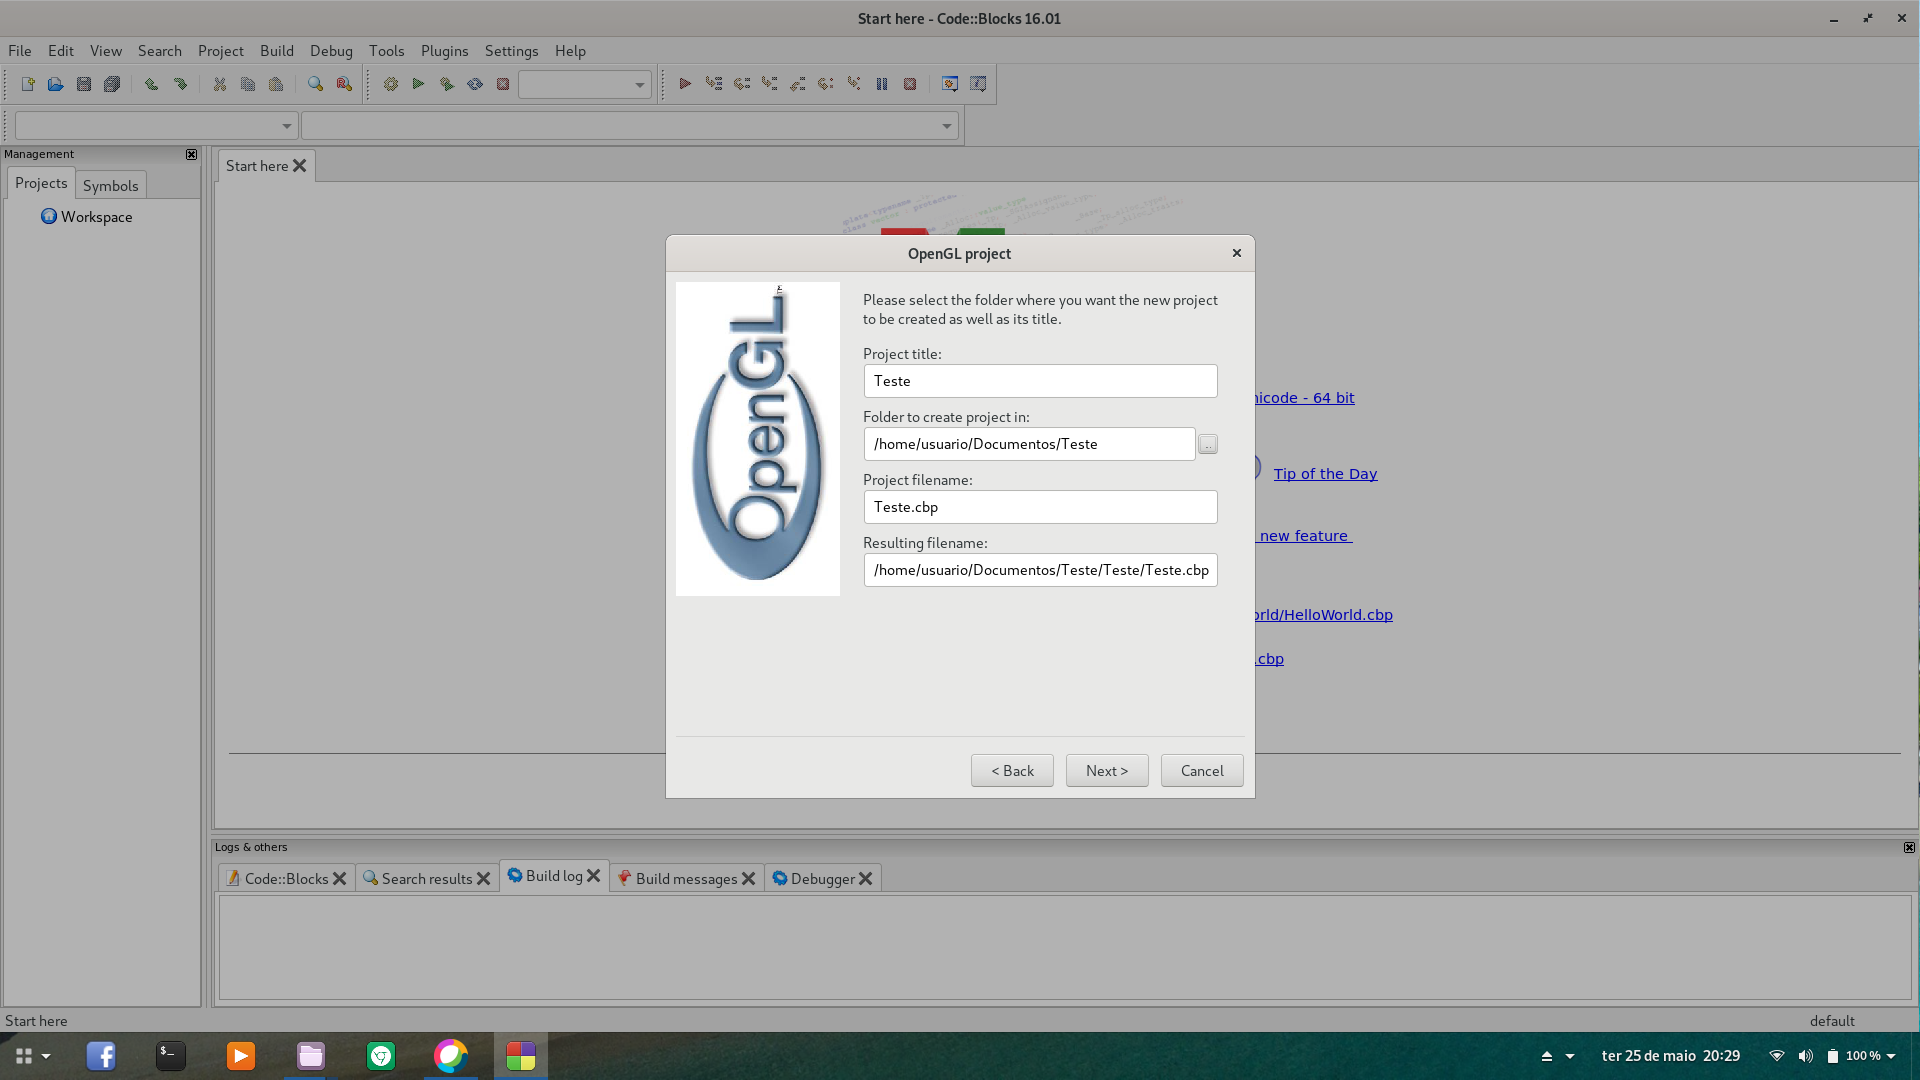 Start here - Code::Blocks 16.01
File Edit View Search Project Build Debug Tools Plugins Settings Help
Management
Projects Symbols
Workspace
Start here
OpenGL project
OpenGL
Please select the folder where you want the new project
to be created as well as its title.
Project title:
Teste
Folder to create project in:
/home/usuario/Documentos/Teste
..
Project filename:
Teste.cbp
Resulting filename:
/home/usuario/Documentos/Teste/Teste/Teste.cbp
< Back Next > Cancel
nicode - 64 bit
Tip of the Day
new feature
orld/HelloWorld.cbp
.cbp
Logs & others
Code::Blocks Search results Build log Build messages Debugger
Start here default
ter 25 de maio 20:29 100 %